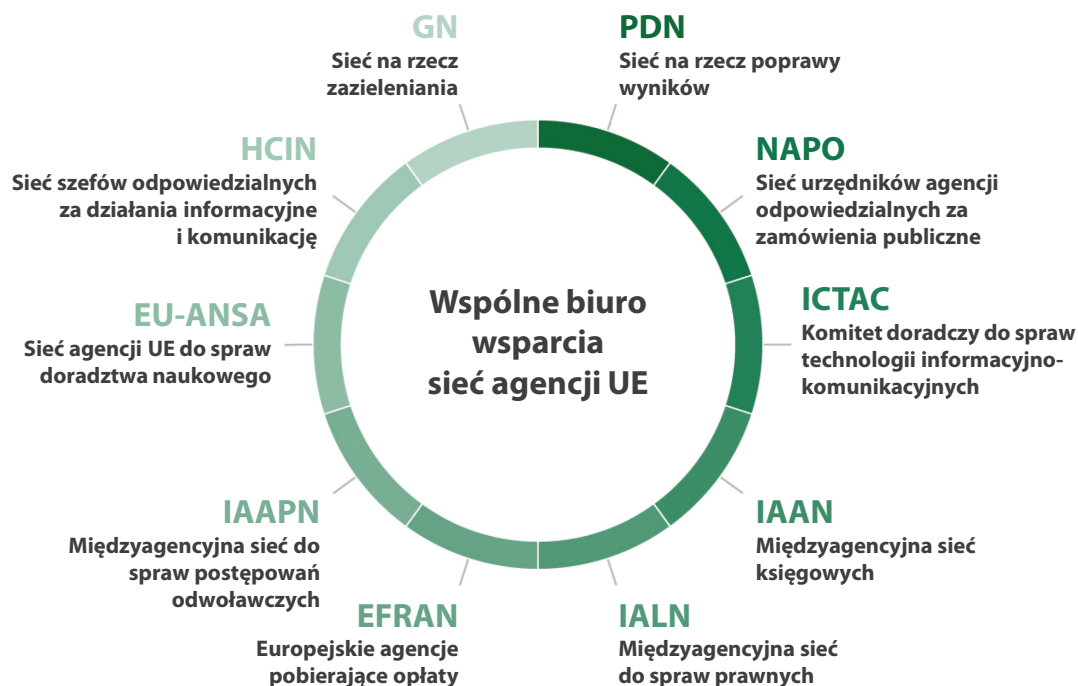 GN
Sieć na rzecz
zazieleniania
PDN
Sieć na rzecz poprawy
wyników
HCIN
Sieć szefów odpowiedzialnych
za działania informacyjne
i komunikację
NAPO
Sieć urzędników agencji
odpowiedzialnych za
zamówienia publiczne
EU-ANSA
Sieć agencji UE do spraw
doradztwa naukowego
Wspólne biuro
wsparcia
sieć agencji UE
ICTAC
Komitet doradczy do spraw
technologii informacyjno-
komunikacyjnych
IAAPN
Międzyagencyjna sieć do
spraw postępowań
odwoławczych
IAAN
Międzyagencyjna sieć
księgowych
EFRAN
Europejskie agencje
pobierające opłaty
IALN
Międzyagencyjna sieć
do spraw prawnych